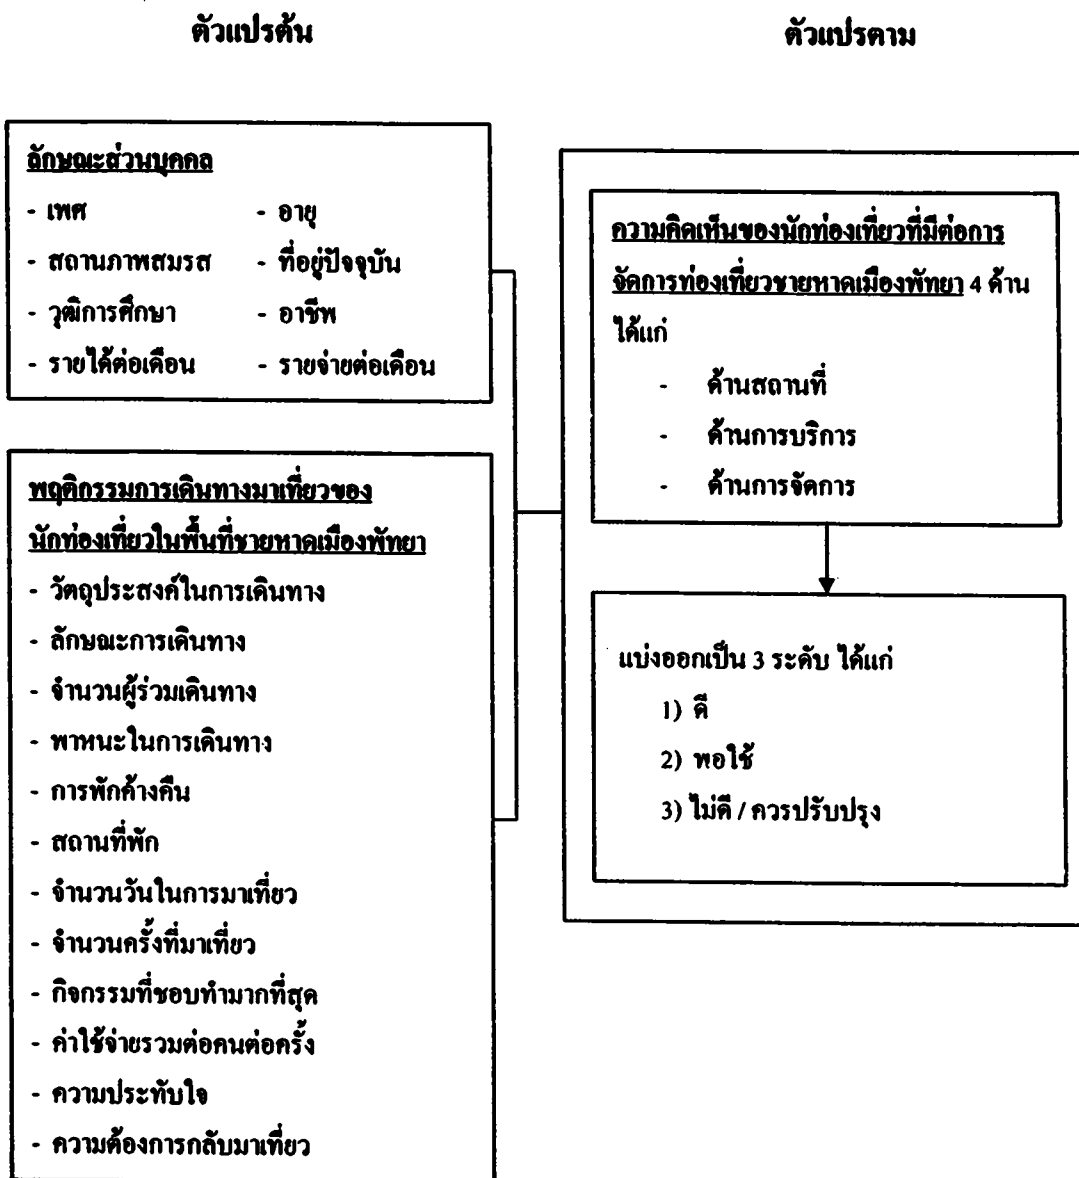 ตัวแปรต้น
ตัวแปรตาม
ลักษณะส่วนบุคคล
- เพศ - อายุ
- สถานภาพสมรส - ที่อยู่ปัจจุบัน
- วุฒิการศึกษา - อาชีพ
- รายได้ต่อเดือน - รายจ่ายต่อเดือน
พฤติกรรมการเดินทางมาเที่ยวของ
นักท่องเที่ยวในพื้นที่ชายหาดเมืองพัทยา
- วัตถุประสงค์ในการเดินทาง
- ลักษณะการเดินทาง
- จำนวนผู้ร่วมเดินทาง
- พาหนะในการเดินทาง
- การพักค้างคืน
- สถานที่พัก
- จำนวนวันในการมาเที่ยว
- จำนวนครั้งที่มาเที่ยว
- กิจกรรมที่ชอบทำมากที่สุด
- ค่าใช้จ่ายรวมต่อคนต่อครั้ง
- ความประทับใจ
- ความต้องการกลับมาเที่ยว
ความคิดเห็นของนักท่องเที่ยวที่มีต่อการ
จัดการท่องเที่ยวชายหาดเมืองพัทยา 4 ด้าน
ได้แก่
- ด้านสถานที่
- ด้านการบริการ
- ด้านการจัดการ
แบ่งออกเป็น 3 ระดับ ได้แก่
1) ดี
2) พอใช้
3) ไม่ดี / ควรปรับปรุง